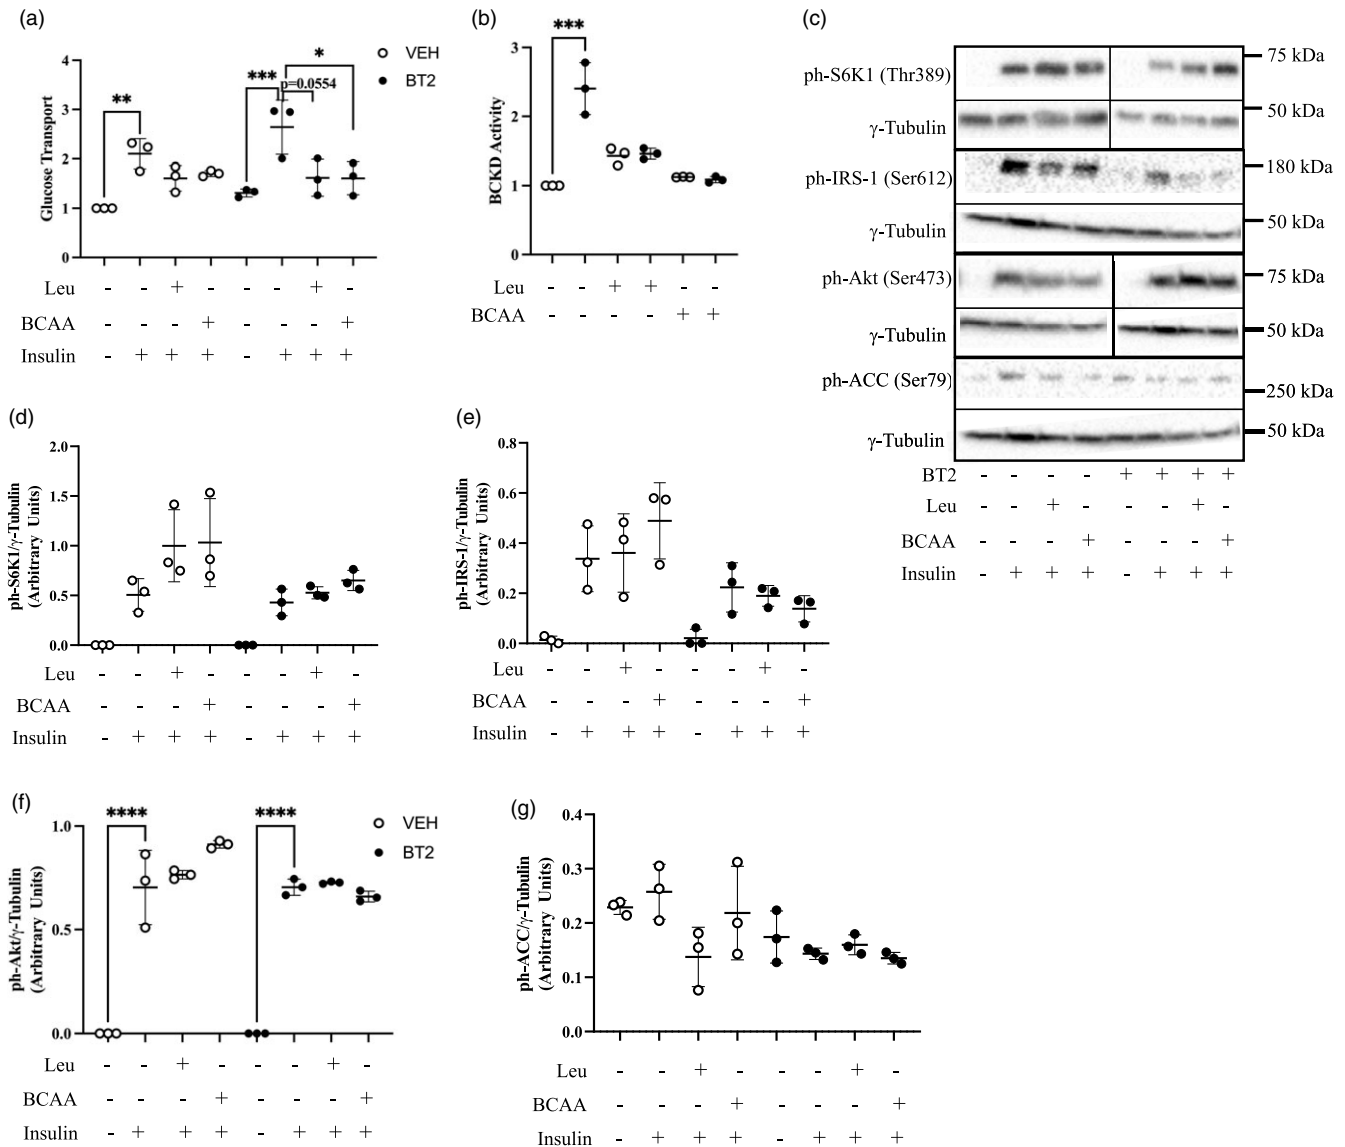 (a)
**
***
*
p=0.0554
VEH
BT2
Glucose Transport
4
3
2
1
0
Leu - - + - - - + -
BCAA - - - + - - - +
Insulin - + + + - + + +
(b)
***
BCKD Activity
3
2
1
0
Leu - - + + - -
BCAA - - - - + +
(c)
ph-S6K1 (Thr389) 75 kDa
γ-Tubulin 50 kDa
ph-IRS-1 (Ser612) 180 kDa
γ-Tubulin 50 kDa
ph-Akt (Ser473) 75 kDa
γ-Tubulin 50 kDa
ph-ACC (Ser79) 250 kDa
γ-Tubulin 50 kDa
BT2 - - - - + + + +
Leu - - + - - - + -
BCAA - - - + - - - +
Insulin - + + + - + + +
(d)
ph-S6K1/γ-Tubulin
(Arbitrary Units)
2.0
1.5
1.0
0.5
0.0
Leu - - + - - - + -
BCAA - - - + - - - +
Insulin - + + + - + + +
(e)
ph-IRS-1/γ-Tubulin
(Arbitrary Units)
0.8
0.6
0.4
0.2
0.0
Leu - - + - - - + -
BCAA - - - + - - - +
Insulin - + + + - + + +
(f)
****
****
VEH
BT2
ph-Akt/γ-Tubulin
(Arbitrary Units)
1.0
0.5
0.0
Leu - - + - - - + -
BCAA - - - + - - - +
Insulin - + + + - + + +
(g)
ph-ACC/γ-Tubulin
(Arbitrary Units)
0.4
0.3
0.2
0.1
0.0
Leu - - + - - - + -
BCAA - - - + - - - +
Insulin - + + + - + + +